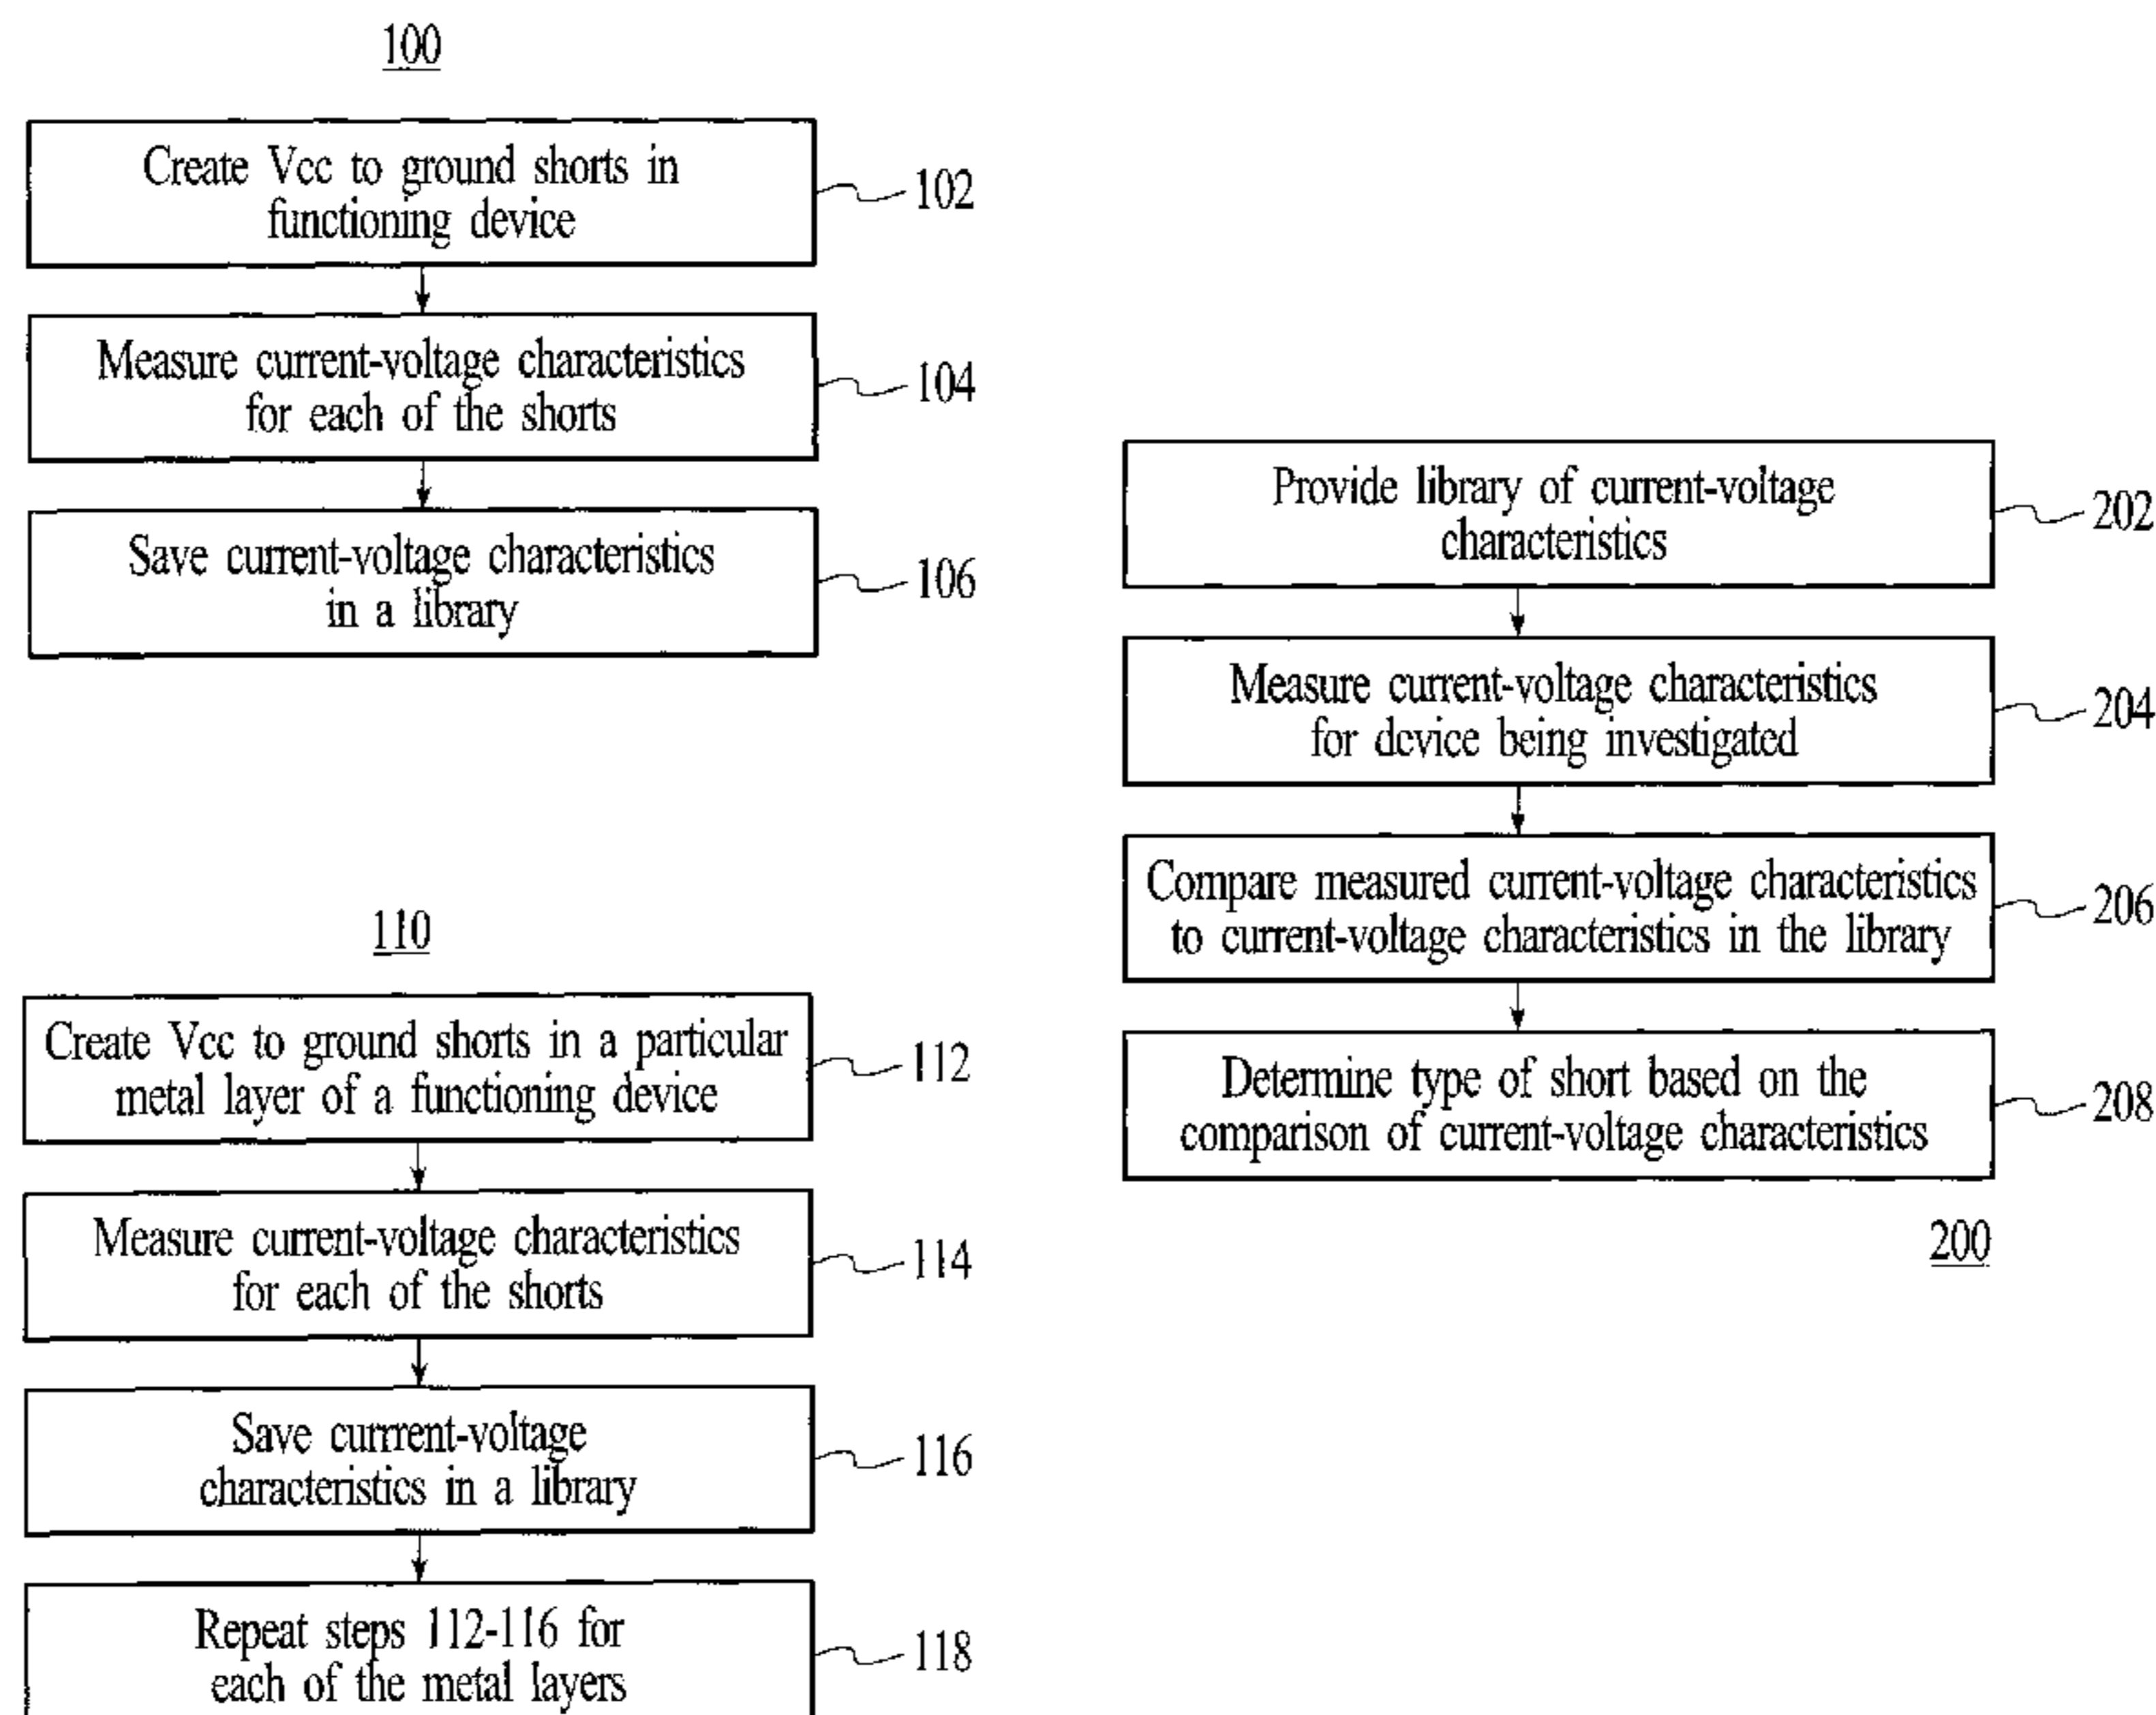 100
Create Vcc to ground shorts in
functioning device
102
Measure current-voltage characteristics
for each of the shorts
104
Save current-voltage characteristics
in a library
106
110
Create Vcc to ground shorts in a particular
metal layer of a functioning device
112
Measure current-voltage characteristics
for each of the shorts
114
Save currrent-voltage
characteristics in a library
116
Repeat steps 112-116 for
each of the metal layers
118
Provide library of current-voltage
characteristics
202
Measure current-voltage characteristics
for device being investigated
204
Compare measured current-voltage characteristics
to current-voltage characteristics in the library
206
Determine type of short based on the
comparison of current-voltage characteristics
208
200